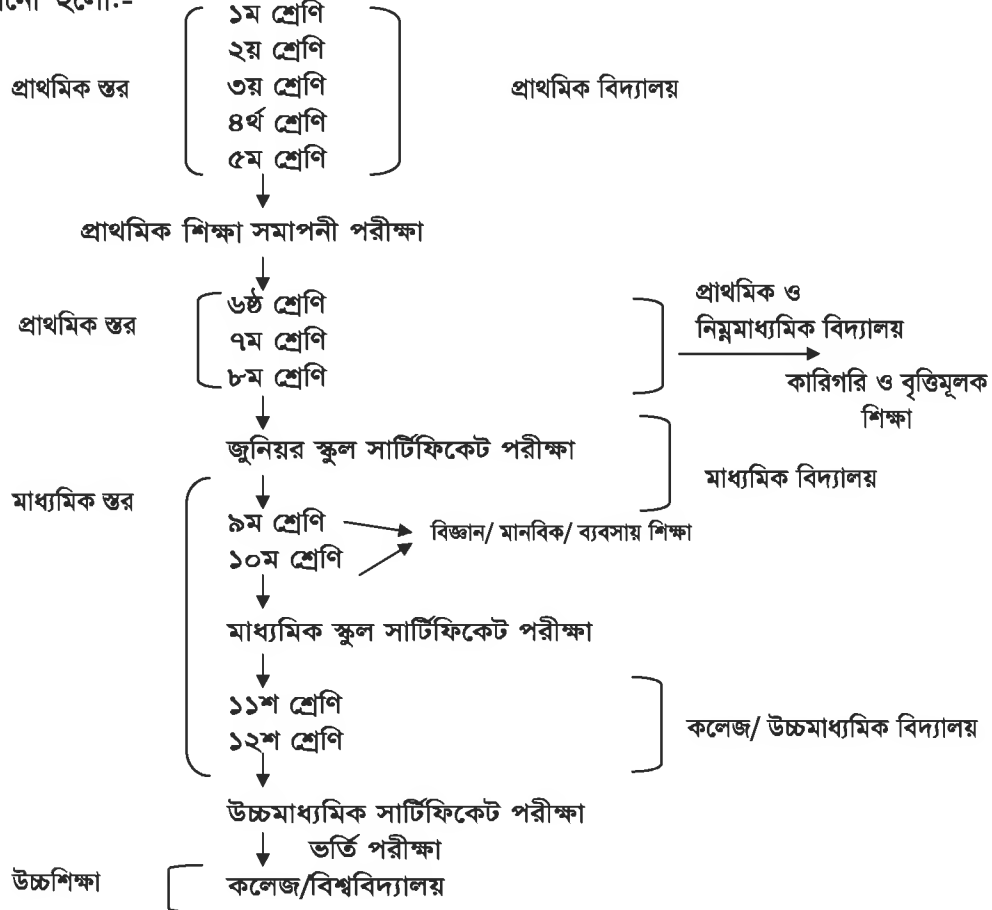 হলো:-
১ম শ্রেণি
২য় শ্রেণি
প্রাথমিক স্তর ৩য় শ্রেণি প্রাথমিক বিদ্যালয়
৪র্থ শ্রেণি
৫ম শ্রেণি
প্রাথমিক শিক্ষা সমাপনী পরীক্ষা
প্রাথমিক ও
৬ষ্ঠ শ্রেণি
প্রাথমিক স্তর ৭ম শ্রেণি নিম্নমাধ্যমিক বিদ্যালয়
৮ম শ্রেণি কারিগরি ও বৃত্তিমূলক
শিক্ষা
জুনিয়র স্কুল সার্টিফিকেট পরীক্ষা
মাধ্যমিক বিদ্যালয়
মাধ্যমিক স্তর
৯ম শ্রেণি বিজ্ঞান/ মানবিক/ ব্যবসায় শিক্ষা
১০ম শ্রেণি
মাধ্যমিক স্কুল সার্টিফিকেট পরীক্ষা
১১শ শ্রেণি
১২শ শ্রেণি কলেজ/ উচ্চমাধ্যমিক বিদ্যালয়
উচ্চমাধ্যমিক সার্টিফিকেট পরীক্ষা
ভর্তি পরীক্ষা
উচ্চশিক্ষা কলেজ/বিশ্ববিদ্যালয়